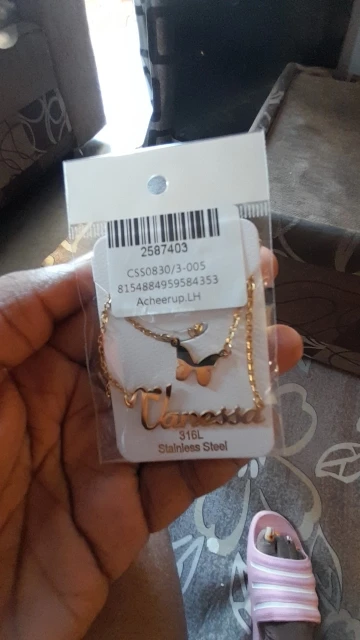 2587403
CSS0830/3-005
8154884959584353
Acheerup.LH
Vanessa
316L
Stainless Steel